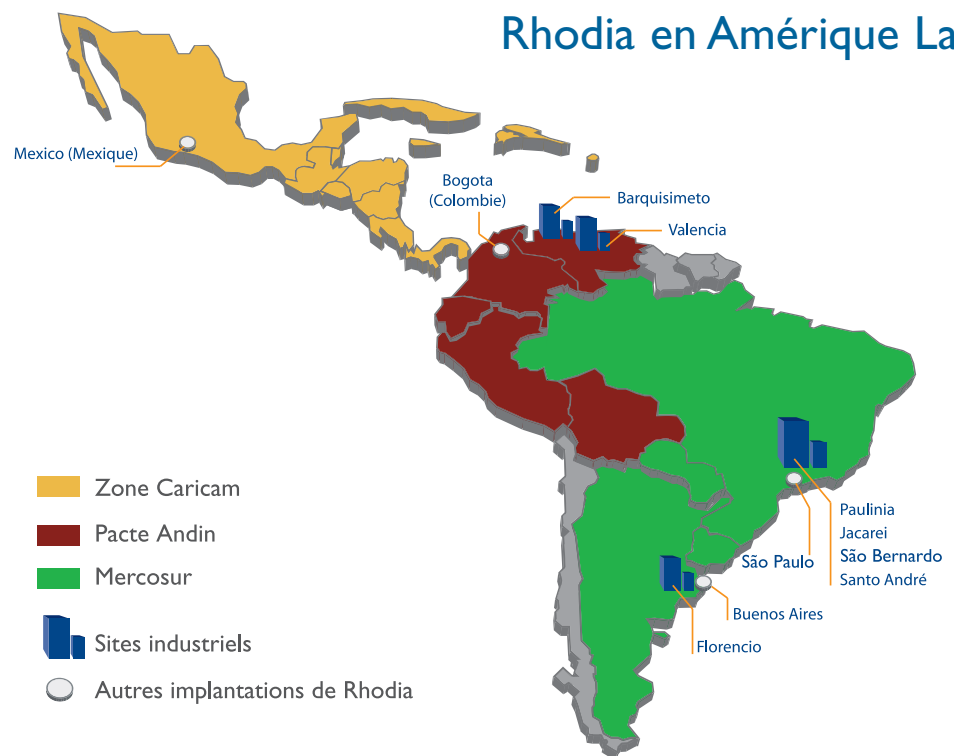 Rhodia en Amérique La
Mexico (Mexique)
Bogota
(Colombie)
Barquisimeto
Valencia
Zone Caricam
Pacte Andin
Mercosur
Sites industriels
Autres implantations de Rhodia
Paulinia
Jacarei
São Bernardo
Santo André
São Paulo
Buenos Aires
Florencio